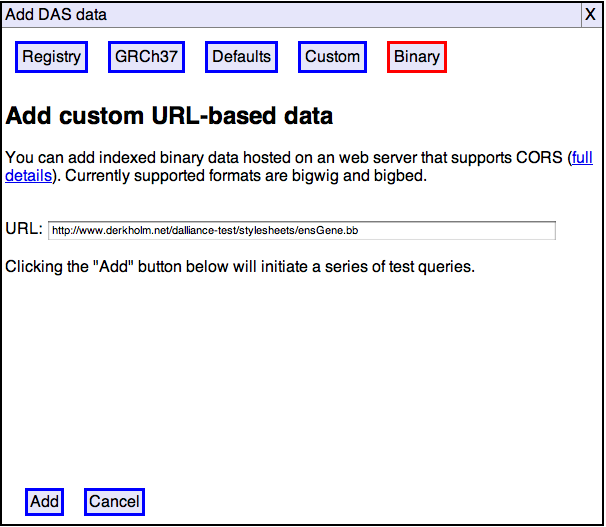 Add DAS data X
Registry GRCh37 Defaults Custom Binary
Add custom URL-based data
You can add indexed binary data hosted on an web server that supports CORS (full
details). Currently supported formats are bigwig and bigbed.
URL: http://www.derkholm.net/dalliance-test/stylesheets/ensGene.bb
Clicking the "Add" button below will initiate a series of test queries.
Add Cancel